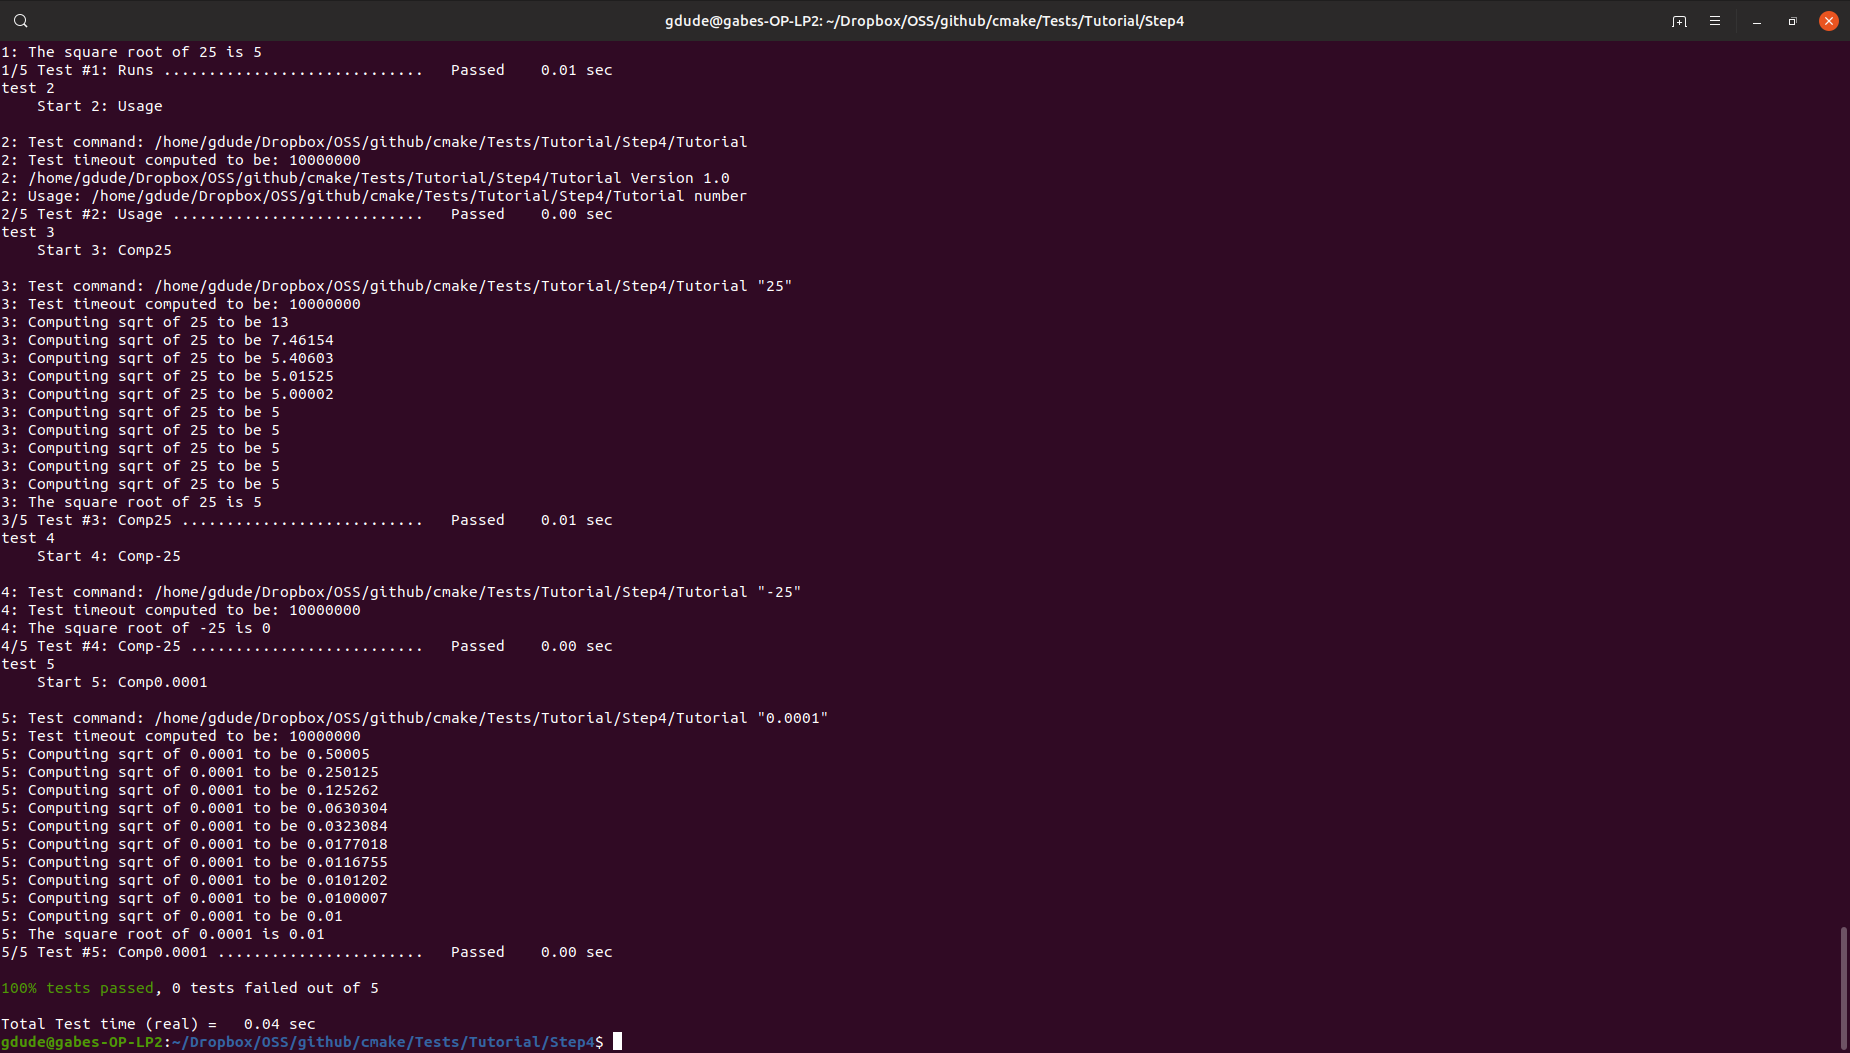 gdude@gabes-OP-LP2: ~/Dropbox/OSS/github/cmake/Tests/Tutorial/Step4
1: The square root of 25 is 5
1/5 Test #1: Runs .............................   Passed    0.01 sec
test 2
    Start 2: Usage

2: Test command: /home/gdude/Dropbox/OSS/github/cmake/Tests/Tutorial/Step4/Tutorial
2: Test timeout computed to be: 10000000
2: /home/gdude/Dropbox/OSS/github/cmake/Tests/Tutorial/Step4/Tutorial Version 1.0
2: Usage: /home/gdude/Dropbox/OSS/github/cmake/Tests/Tutorial/Step4/Tutorial number
2/5 Test #2: Usage ............................   Passed    0.00 sec
test 3
    Start 3: Comp25

3: Test command: /home/gdude/Dropbox/OSS/github/cmake/Tests/Tutorial/Step4/Tutorial "25"
3: Test timeout computed to be: 10000000
3: Computing sqrt of 25 to be 13
3: Computing sqrt of 25 to be 7.46154
3: Computing sqrt of 25 to be 5.40603
3: Computing sqrt of 25 to be 5.01525
3: Computing sqrt of 25 to be 5.00002
3: Computing sqrt of 25 to be 5
3: Computing sqrt of 25 to be 5
3: Computing sqrt of 25 to be 5
3: Computing sqrt of 25 to be 5
3: Computing sqrt of 25 to be 5
3: The square root of 25 is 5
3/5 Test #3: Comp25 ...........................   Passed    0.01 sec
test 4
    Start 4: Comp-25

4: Test command: /home/gdude/Dropbox/OSS/github/cmake/Tests/Tutorial/Step4/Tutorial "-25"
4: Test timeout computed to be: 10000000
4: The square root of -25 is 0
4/5 Test #4: Comp-25 ..........................   Passed    0.00 sec
test 5
    Start 5: Comp0.0001

5: Test command: /home/gdude/Dropbox/OSS/github/cmake/Tests/Tutorial/Step4/Tutorial "0.0001"
5: Test timeout computed to be: 10000000
5: Computing sqrt of 0.0001 to be 0.50005
5: Computing sqrt of 0.0001 to be 0.250125
5: Computing sqrt of 0.0001 to be 0.125262
5: Computing sqrt of 0.0001 to be 0.0630304
5: Computing sqrt of 0.0001 to be 0.0323084
5: Computing sqrt of 0.0001 to be 0.0177018
5: Computing sqrt of 0.0001 to be 0.0116755
5: Computing sqrt of 0.0001 to be 0.0101202
5: Computing sqrt of 0.0001 to be 0.0100007
5: Computing sqrt of 0.0001 to be 0.01
5: The square root of 0.0001 is 0.01
5/5 Test #5: Comp0.0001 .......................   Passed    0.00 sec

100% tests passed, 0 tests failed out of 5

Total Test time (real) =   0.04 sec
gdude@gabes-OP-LP2:~/Dropbox/OSS/github/cmake/Tests/Tutorial/Step4$